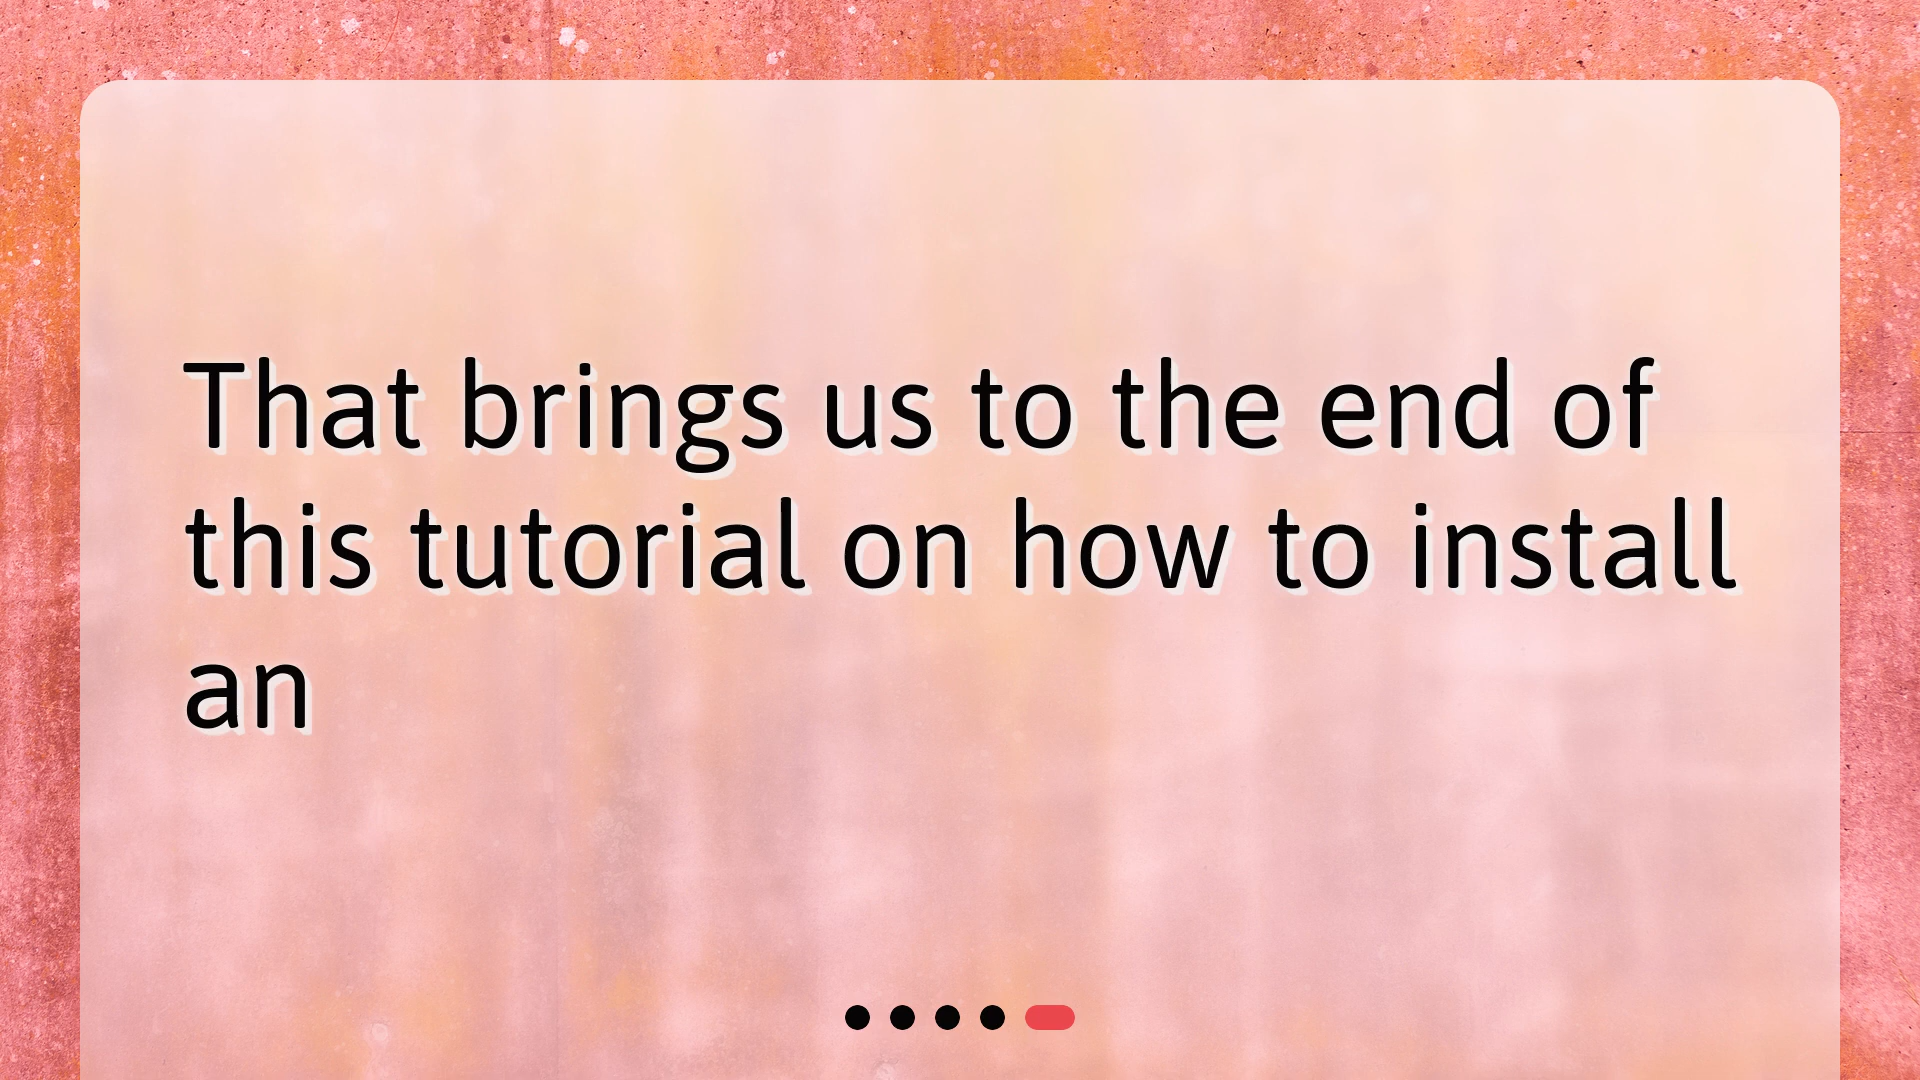 That brings us to the end of
this tutorial on how to install
an